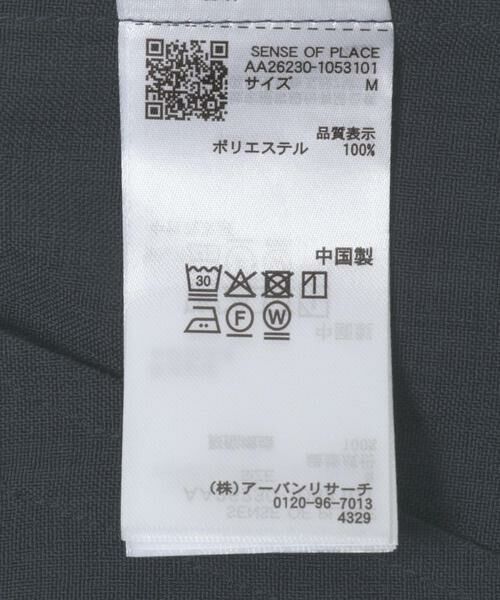 SENSE OF PLACE
AA26230-1053101
サイズ M
品質表示
ポリエステル 100%
中国製
30
F W
(株)アーバンリサーチ
0120-96-7013
4329